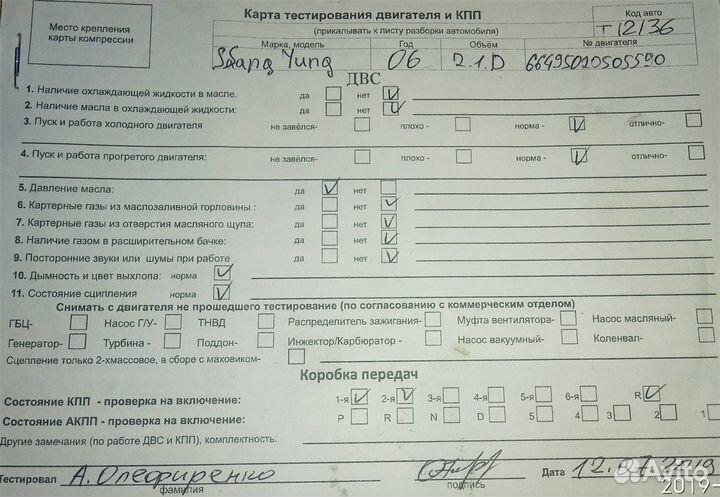 Место крепления карты компрессии
Карта тестирования двигателя и КПП
Код авто
(прикалывать к листу разборки автомобиля)
Т 12136
Марка, модель Год Объём № двигателя
SSang Yung 06 2.1.D 66495020505590
ДВС
1. Наличие охлаждающей жидкости в масле. да нет V
2. Наличие масла в охлаждающей жидкости: да нет V
3. Пуск и работа холодного двигателя не завёлся- плохо - норма - V отлично-
4. Пуск и работа прогретого двигателя: не завёлся- плохо - норма - V отлично-
5. Давление масла: да V нет
6. Картерные газы из маслозаливной горловины : да нет V
7. Картерные газы из отверстия масляного щупа: да нет V
8. Наличие газом в расширительном бачке: да нет V
9. Посторонние звуки или шумы при работе да нет V
10. Дымность и цвет выхлопа: норма V
11. Состояние сцепления норма V
Снимать с двигателя не прошедшего тестирование (по согласованию с коммерческим отделом)
ГБЦ- Насос Г/У- ТНВД Распределитель зажигания- Муфта вентилятора- Насос масляный-
Генератор- Турбина - Поддон- Инжектор/Карбюратор - Насос вакуумный- Коленвал-
Сцепление только 2-хмассовое, в сборе с маховиком-
Коробка передач
Состояние КПП - проверка на включение: 1-я V 2-я V 3-я 4-я 5-я 6-я R V
Состояние АКПП - проверка на включение: P R N D 5 4 3 2 1
Другие замечания (по работе ДВС и КПП), комплектность:
Тестировал А. Олефиренко Дата 12.07.2019
фамилия подпись
Avito
2019-